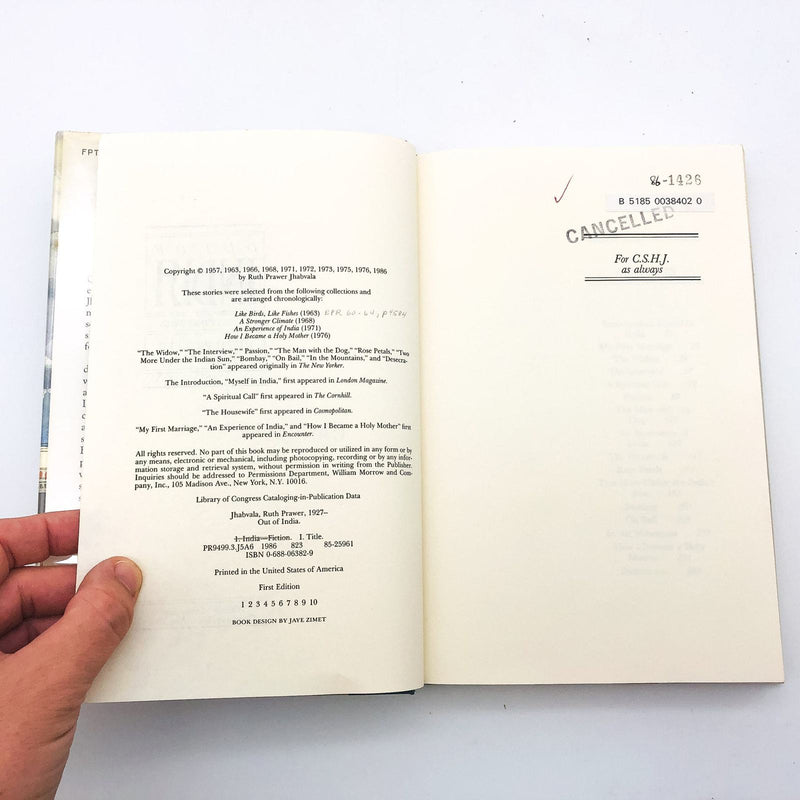 FPT
Copyright © 1957, 1963, 1966, 1968, 1971, 1972, 1973, 1975, 1976, 1986
by Ruth Prawer Jhabvala
These stories were selected from the following collections and
are arranged chronologically:
Like Birds, Like Fishes (1963)
A Stronger Climate (1968)
An Experience of India (1971)
How I Became a Holy Mother (1976)
"The Widow," "The Interview," "Passion," "The Man with the Dog," "Rose Petals," "Two
More Under the Indian Sun," "Bombay," "On Bail," "In the Mountains," and "Desecra-
tion" appeared originally in The New Yorker.
The Introduction, "Myself in India," first appeared in London Magazine.
"A Spiritual Call" first appeared in The Cornhill.
"The Housewife" first appeared in Cosmopolitan.
"My First Marriage," "An Experience of India," and "How I Became a Holy Mother" first
appeared in Encounter.
All rights reserved. No part of this book may be reproduced or utilized in any form or by
any means, electronic or mechanical, including photocopying, recording or by any infor-
mation storage and retrieval system, without permission in writing from the Publisher.
Inquiries should be addressed to Permissions Department, William Morrow and Com-
pany, Inc., 105 Madison Ave., New York, N.Y. 10016.
Library of Congress Cataloging-in-Publication Data
Jhabvala, Ruth Prawer, 1927–
Out of India.
1. India—Fiction. I. Title.
PR9499.3.J5A6 1986 823 85-25961
ISBN 0-688-06382-9
Printed in the United States of America
First Edition
1 2 3 4 5 6 7 8 9 10
BOOK DESIGN BY JAYE ZIMET
86-1426
B 5185 0038402 0
CANCELLED
For C.S.H.J.
as always